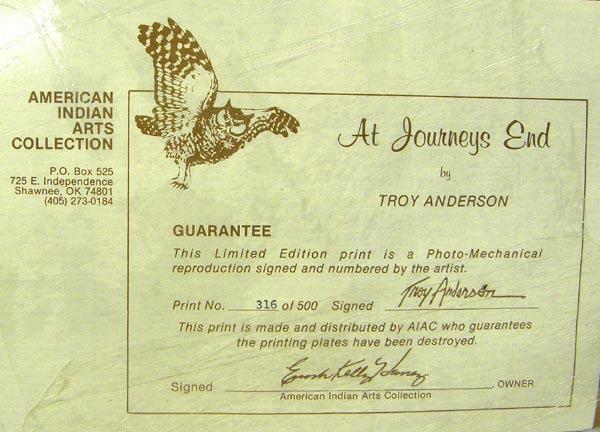 AMERICAN
INDIAN
ARTS
COLLECTION
P.O. Box 525
725 E. Independence
Shawnee, OK 74801
(405) 273-0184
At Journeys End
by
TROY ANDERSON
GUARANTEE
This Limited Edition print is a Photo-Mechanical
reproduction signed and numbered by the artist.
Print No. 316 of 500 Signed Troy Anderson
This print is made and distributed by AIAC who guarantees
the printing plates have been destroyed.
Signed Enoch Kelly Haney, OWNER
American Indian Arts Collection